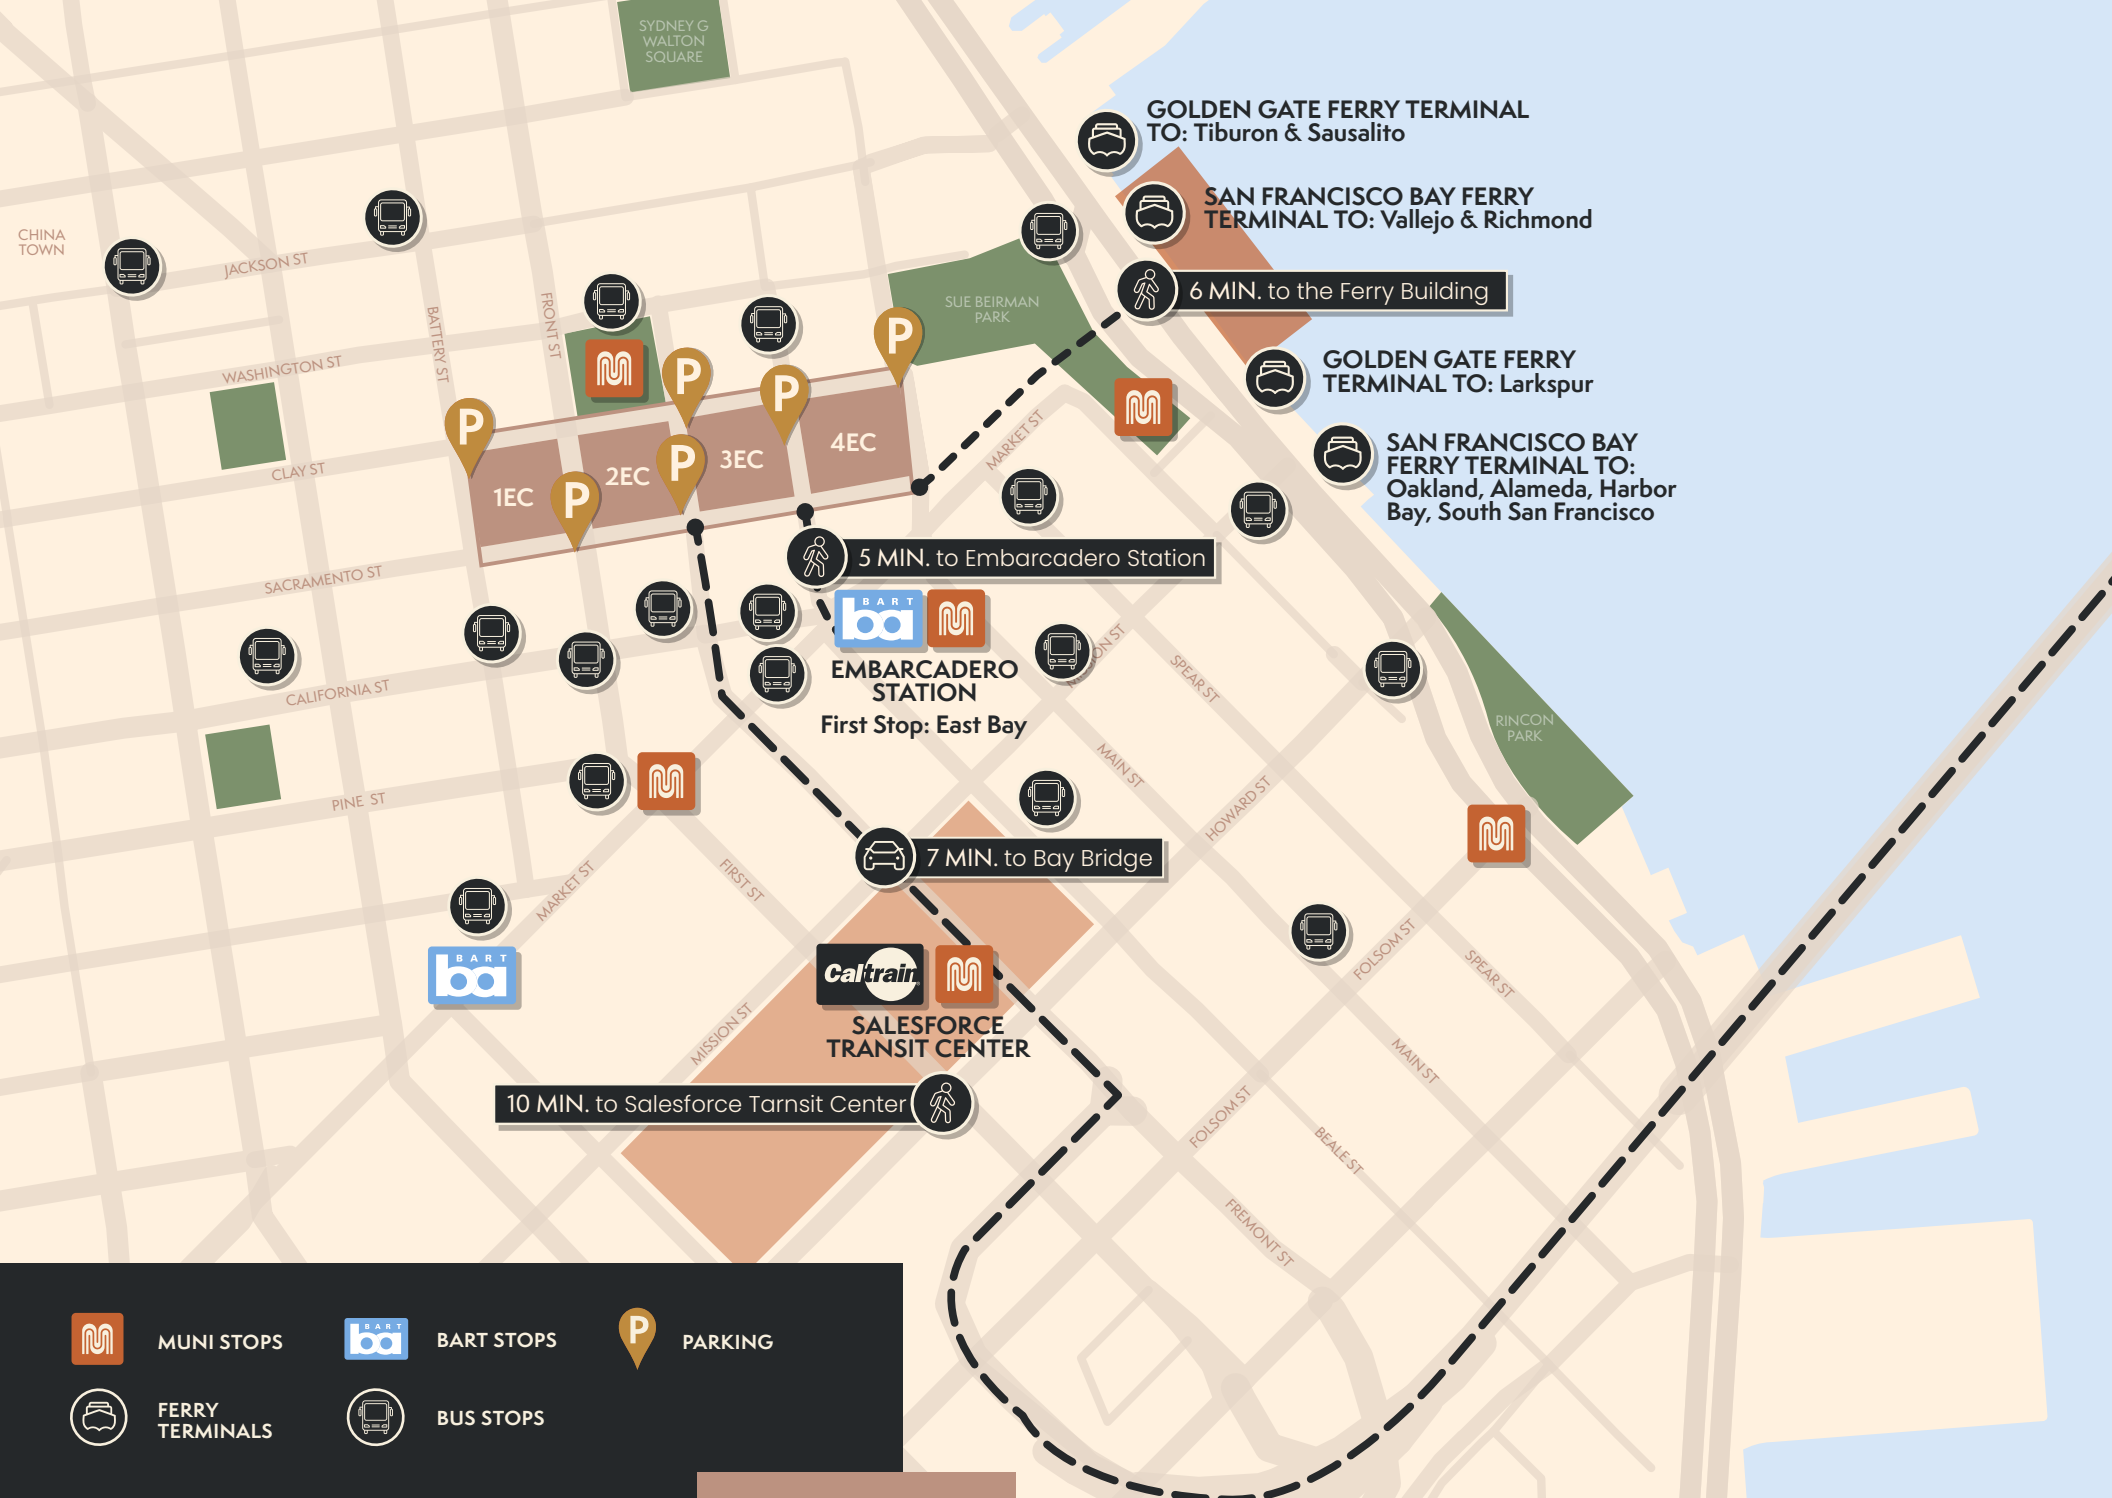 SYDNEY G
WALTON
SQUARE
GOLDEN GATE FERRY TERMINAL
TO: Tiburon & Sausalito
SAN FRANCISCO BAY FERRY
TERMINAL TO: Vallejo & Richmond
CHINA
TOWN
JACKSON ST
6 MIN. to the Ferry Building
SUE BEIRMAN
PARK
BATTERY ST
FRONT ST
WASHINGTON ST
GOLDEN GATE FERRY
TERMINAL TO: Larkspur
P
P
P
P
P
P
1EC
2EC
3EC
4EC
MARKET ST
CLAY ST
SAN FRANCISCO BAY
FERRY TERMINAL TO:
Oakland, Alameda, Harbor
Bay, South San Francisco
5 MIN. to Embarcadero Station
SACRAMENTO ST
BART
ba
EMBARCADERO
STATION
First Stop: East Bay
SPEAR ST
CALIFORNIA ST
RINCON
PARK
MAIN ST
PINE ST
HOWARD ST
7 MIN. to Bay Bridge
MARKET ST
FIRST ST
BART
ba
Caltrain
SALESFORCE
TRANSIT CENTER
FOLSOM ST
SPEAR ST
MISSION ST
MAIN ST
10 MIN. to Salesforce Tarnsit Center
FOLSOM ST
BEALE ST
FREMONT ST
MUNI STOPS
BART
ba
BART STOPS
P
PARKING
FERRY
TERMINALS
BUS STOPS